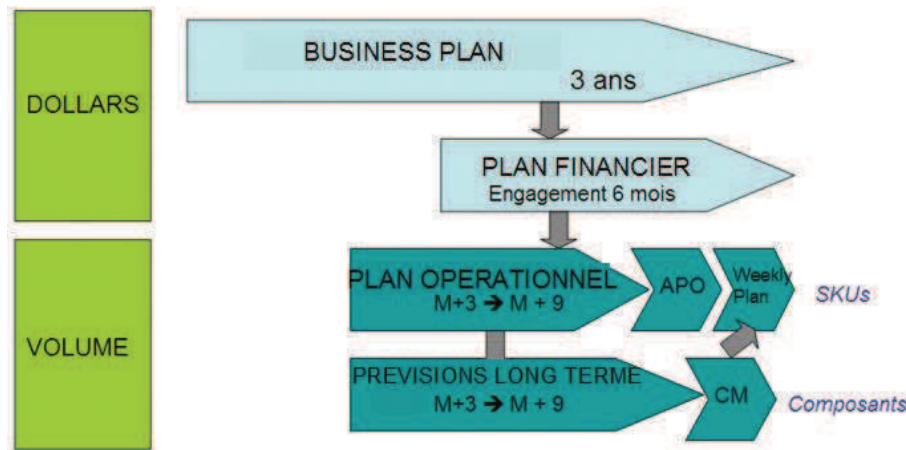 DOLLARS
BUSINESS PLAN
3 ans
PLAN FINANCIER
Engagement 6 mois
VOLUME
PLAN OPERATIONNEL
M+3 → M + 9
APO
Weekly
Plan
SKUs
PREVISIONS LONG TERME
M+3 → M + 9
CM
Composants